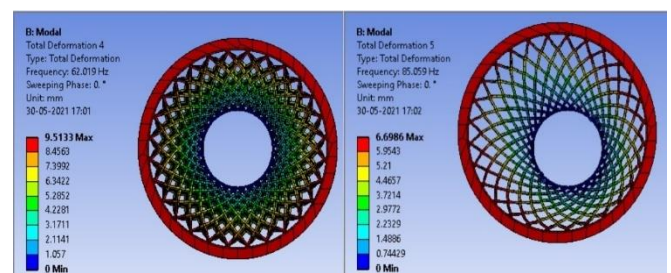 B: Modal
Total Deformation 4
Type: Total Deformation
Frequency: 62.019 Hz
Sweeping Phase: 0. °
Unit: mm
30-05-2021 17:01
9.5133 Max
8.4563
7.3992
6.3422
5.2852
4.2281
3.1711
2.1141
1.057
0 Min
B: Modal
Total Deformation 5
Type: Total Deformation
Frequency: 85.059 Hz
Sweeping Phase: 0. °
Unit: mm
30-05-2021 17:02
6.6986 Max
5.9543
5.21
4.4657
3.7214
2.9772
2.2329
1.4886
0.74429
0 Min